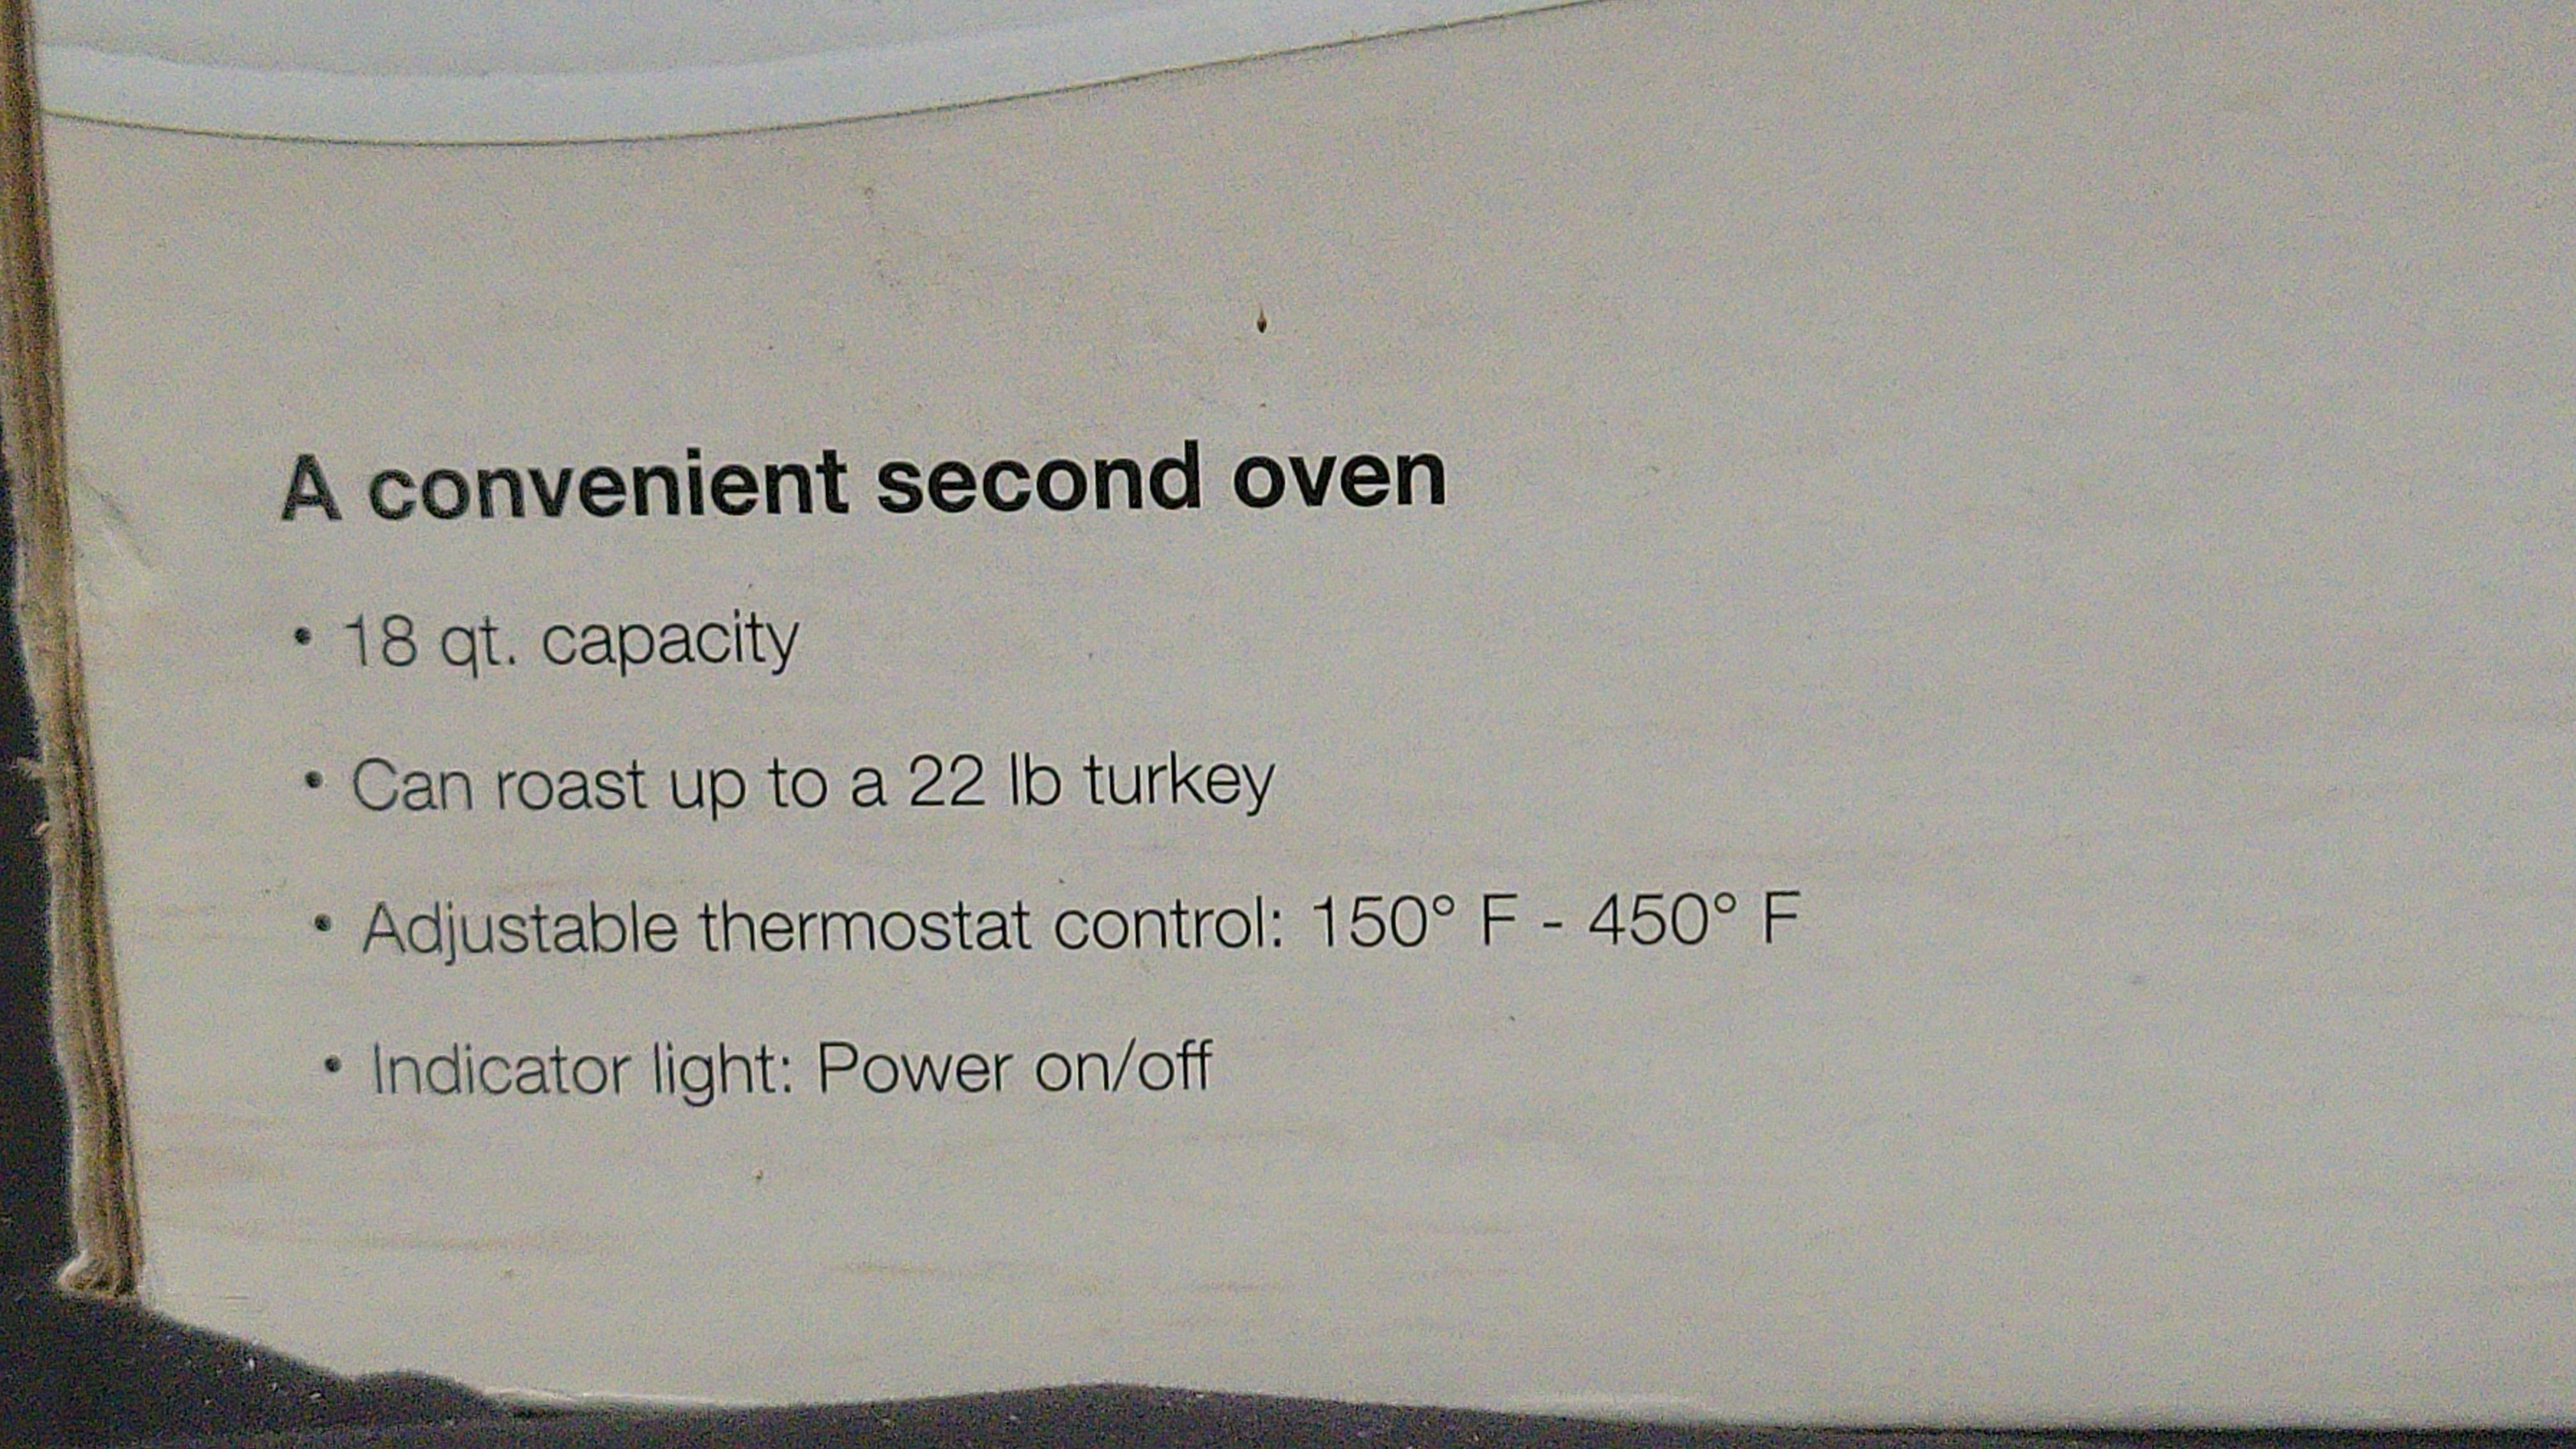 A convenient second oven
• 18 qt. capacity
• Can roast up to a 22 lb turkey
• Adjustable thermostat control: 150° F - 450° F
• Indicator light: Power on/off